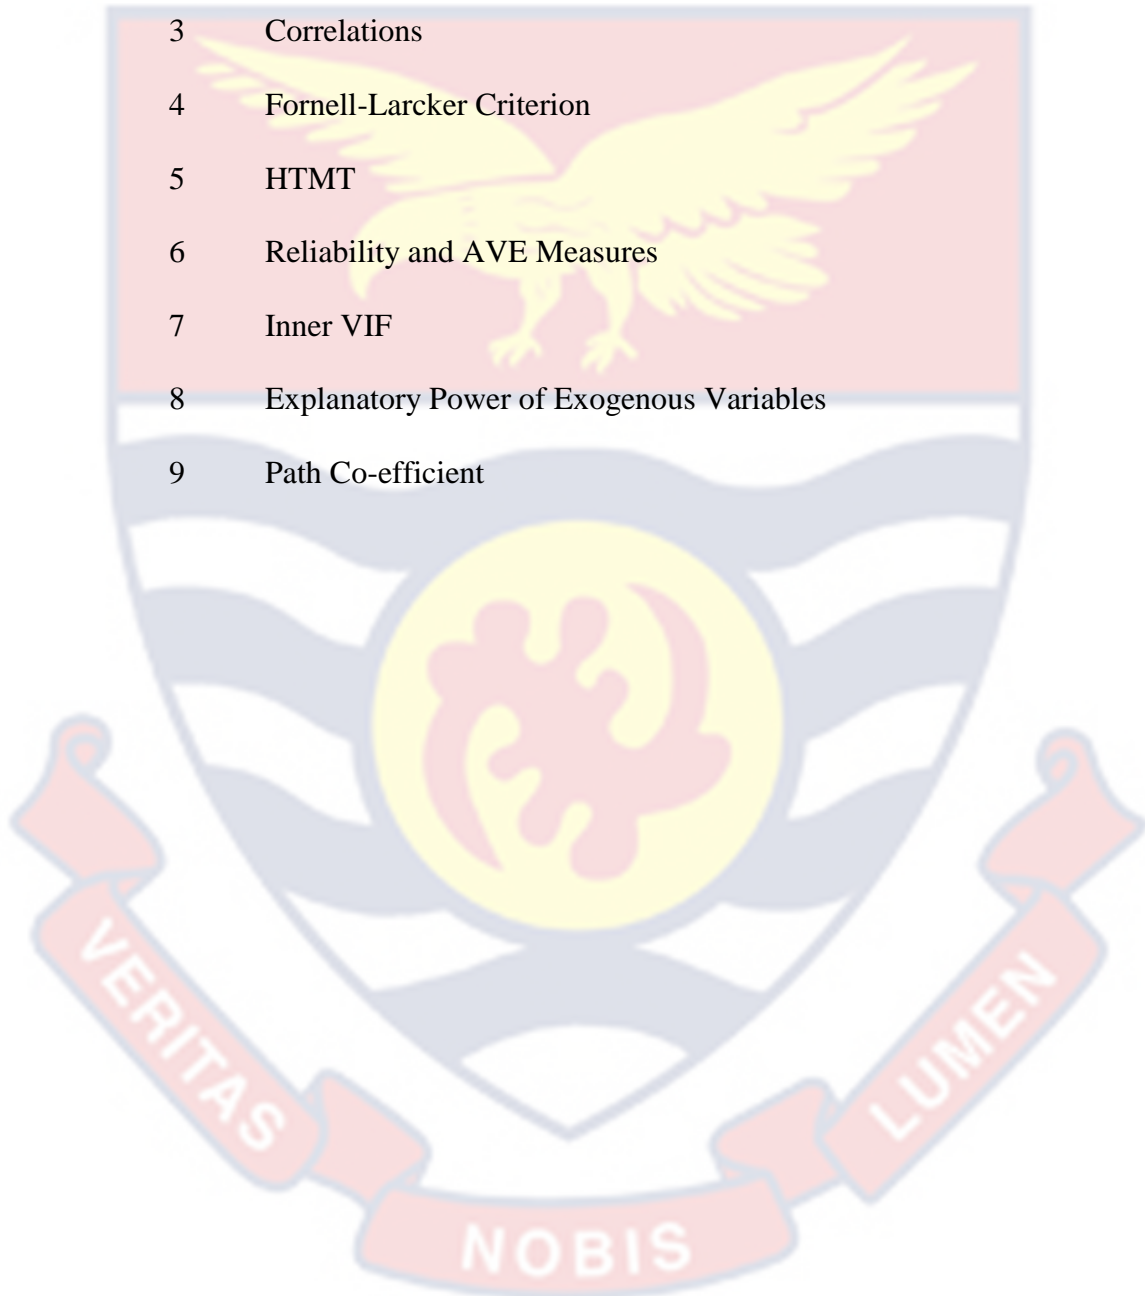 3 Correlations
4 Fornell-Larcker Criterion
5 HTMT
6 Reliability and AVE Measures
7 Inner VIF
8 Explanatory Power of Exogenous Variables
9 Path Co-efficient
VERITAS
NOBIS
LUMEN